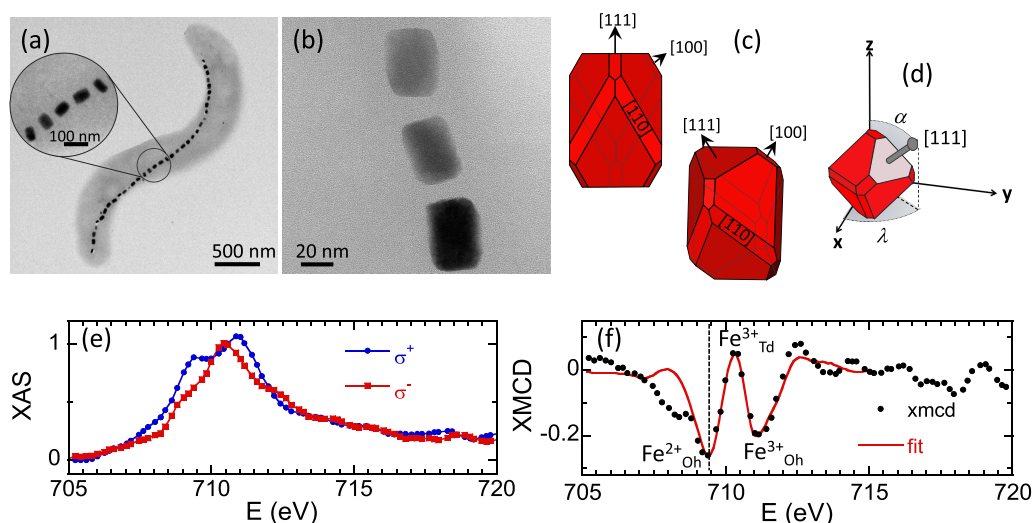 (a)
100 nm
500 nm
(b)
20 nm
(c)
[111]
[100]
[110]
[111]
[100]
[110]
(d)
z
α
[111]
y
x
λ
(e)
XAS
1
0
σ+
σ-
705 710 715 720
E (eV)
(f)
XMCD
0
-0.2
Fe3+Td
Fe2+Oh
Fe3+Oh
xmcd
fit
705 710 715 720
E (eV)